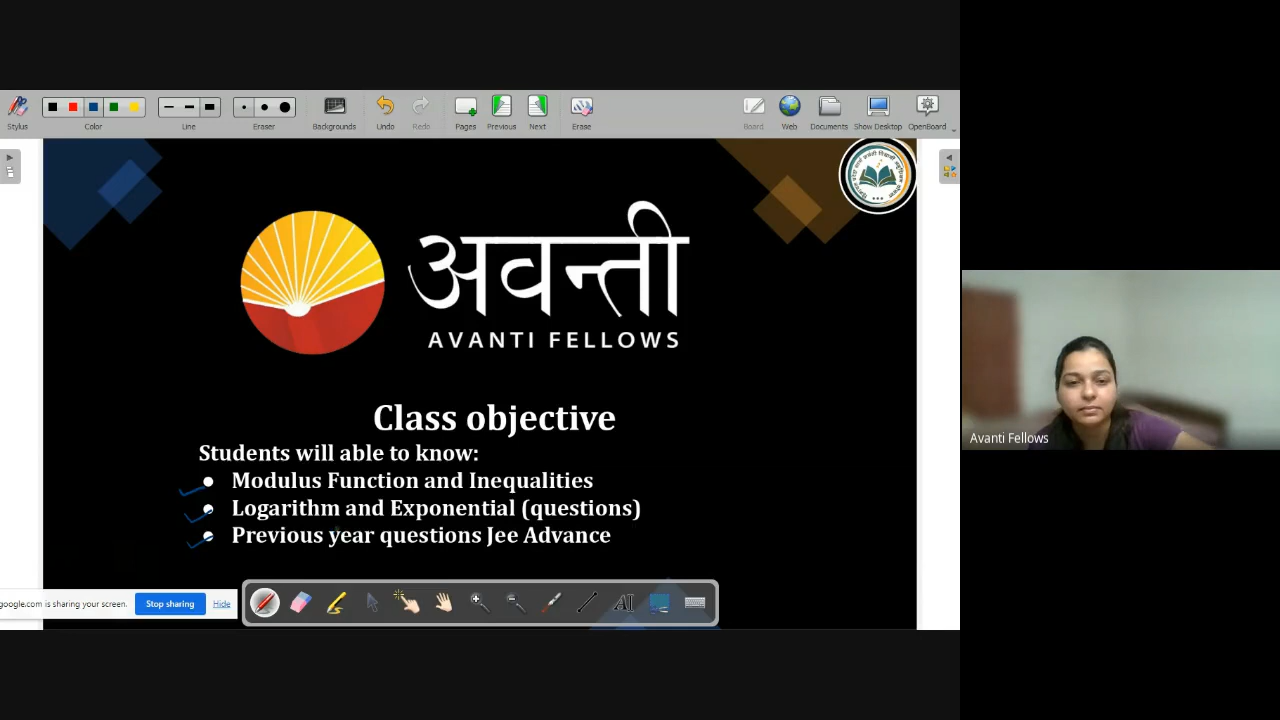 Stylus
Color
Line
Eraser
Backgrounds
Undo
Redo
Pages
Previous
Next
Erase
Board
Web
Documents
Show Desktop
OpenBoard
अवन्ती
AVANTI FELLOWS
Class objective
Students will able to know:
Modulus Function and Inequalities
Logarithm and Exponential (questions)
Previous year questions Jee Advance
google.com is sharing your screen.
Stop sharing
Hide
AI
Avanti Fellows